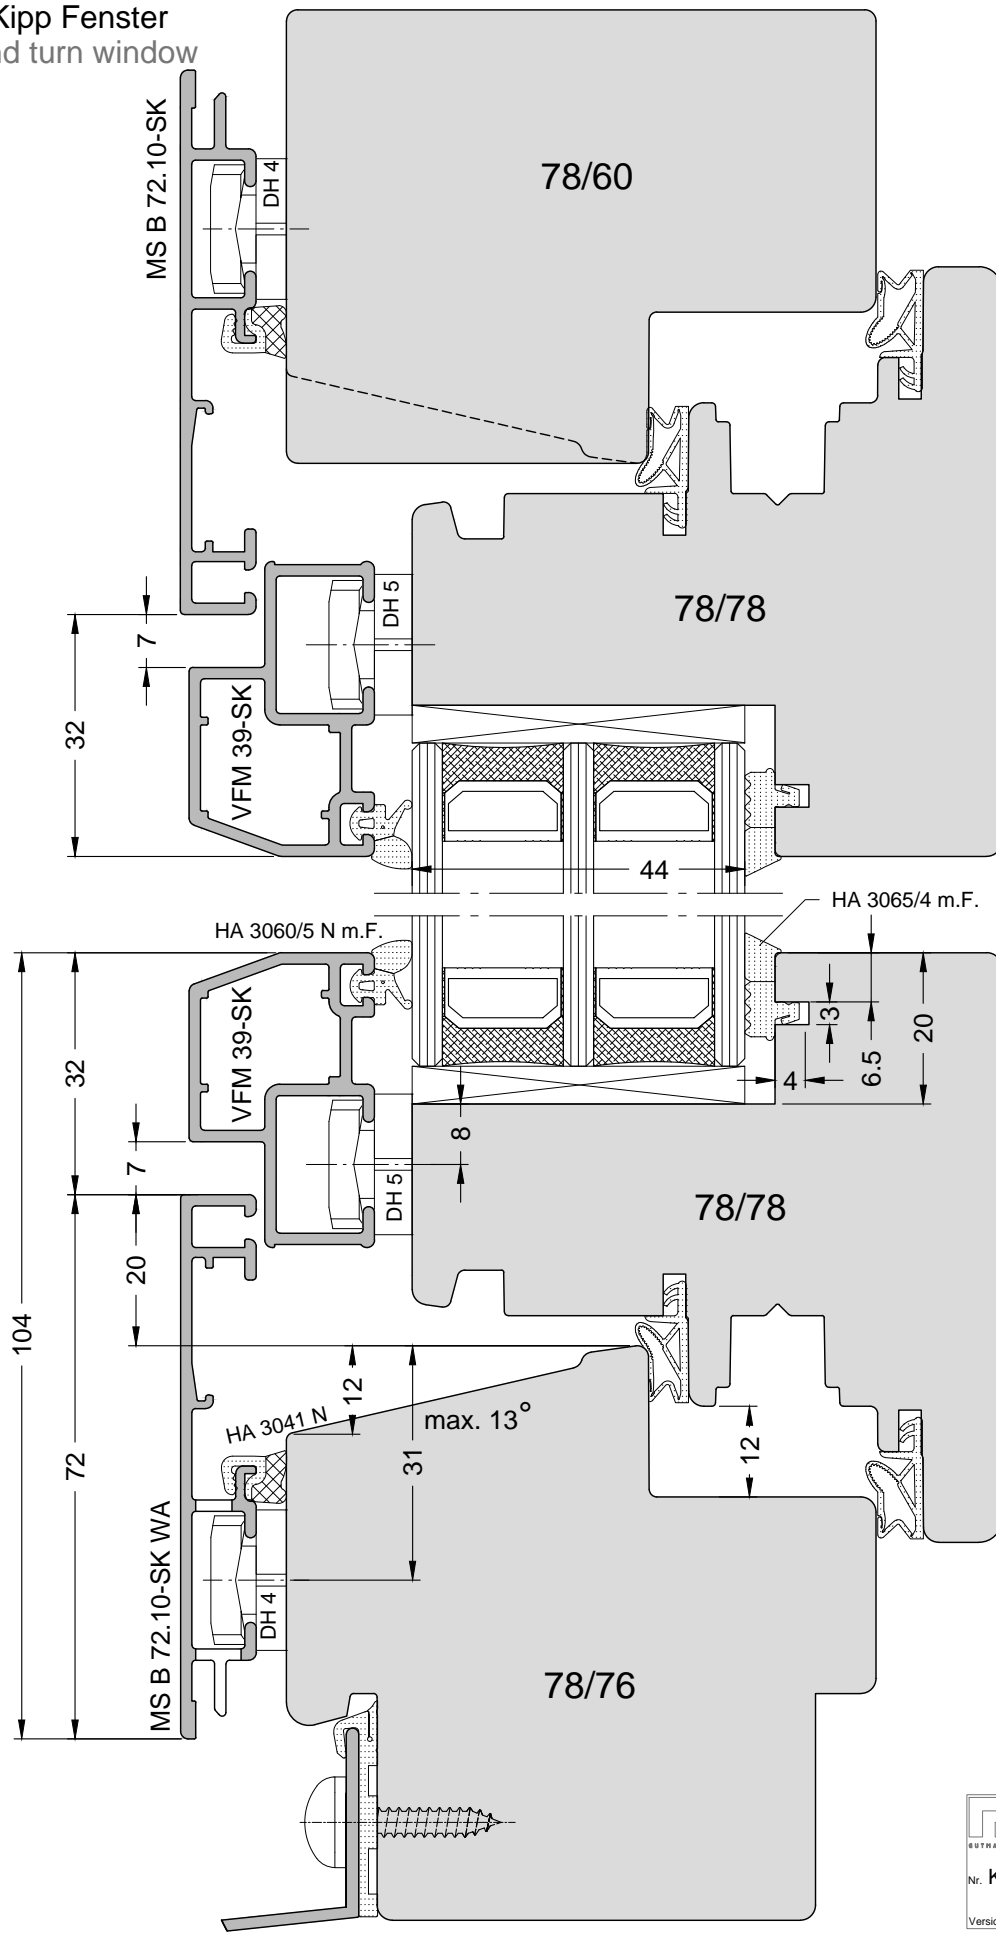 Kipp Fenster
nd turn window
MS B 72.10-SK
DH 4
78/60
DH 5
78/78
7
32
VFM 39-SK
44
HA 3065/4 m.F.
HA 3060/5 N m.F.
32
VFM 39-SK
3
20
6.5
4
8
7
DH 5
78/78
20
104
12
HA 3041 N
max. 13°
31
12
72
MS B 72.10-SK WA
DH 4
78/76
Nr. K